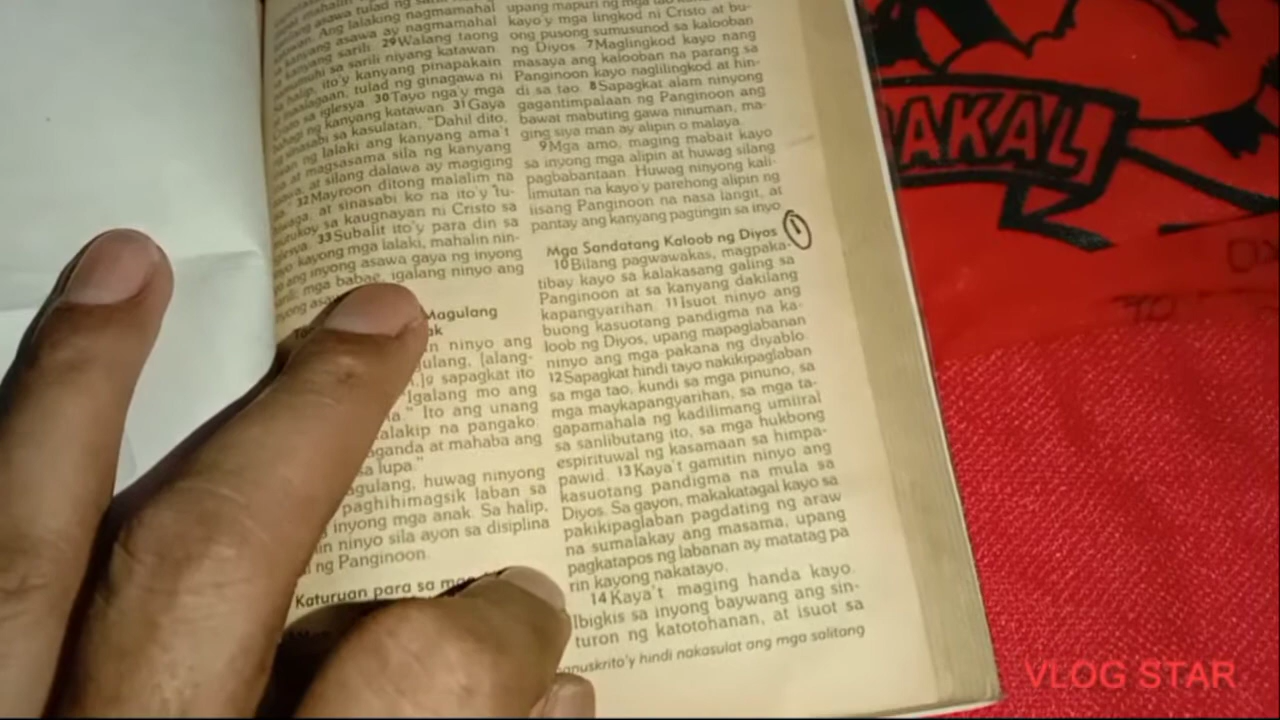 asawa tulad ng
Ang lalaking nagmamahal
kanyang asawa ay nagmamahal
kanyang sarili. 29Walang taong
sa sarili niyang katawan.
halip, ito'y kanyang pinapakain
inaalagaan, tulad ng ginagawa ni
sa iglesya. 30Tayo nga'y mga
ng kanyang katawan. 31Gaya
sinasabi sa kasulatan, “Dahil dito,
ng lalaki ang kanyang ama't
at magsasama sila ng kanyang
at silang dalawa ay magiging
32Mayroon ditong malalim na
at sinasabi ko na ito'y tu-
sa kaugnayan ni Cristo sa
33Subalit ito'y para din sa
kayong mga lalaki, mahalin nin-
ang inyong asawa gaya ng inyong
mga babae, igalang ninyo ang
Magulang
ninyo ang
[alang-
sapagkat ito
“Igalang mo ang
Ito ang unang
na pangako.
at mahaba ang
sa lupa.”
huwag ninyong
paghihimagsik laban sa
inyong mga anak. Sa halip,
ninyo sila ayon sa disiplina
ng Panginoon.
Katuruan para sa
upang mapuri ng mga tao
kayo'y mga lingkod ni Cristo at bu-
ong pusong sumusunod sa kalooban
ng Diyos. 7Maglingkod kayo nang
masaya ang kalooban na parang sa
Panginoon kayo naglilingkod at hin-
di sa tao. 8Sapagkat alam ninyong
gagantimpalaan ng Panginoon ang
bawat mabuting gawa ninuman, ma-
ging siya man ay alipin o malaya.
9Mga amo, maging mabait kayo
sa inyong mga alipin at huwag silang
pagbabantaan. Huwag ninyong kali-
limutan na kayo'y parehong alipin ng
iisang Panginoon na nasa langit, at
pantay ang kanyang pagtingin sa inyo.
Mga Sandatang Kaloob ng Diyos
10Bilang pagwawakas, magpaka-
tibay kayo sa kalakasang galing sa
Panginoon at sa kanyang dakilang
kapangyarihan. 11Isuot ninyo ang
buong kasuotang pandigma na ka-
loob ng Diyos, upang mapaglabanan
ninyo ang mga pakana ng diyablo.
12Sapagkat hindi tayo nakikipaglaban
sa mga tao, kundi sa mga pinuno, sa
mga maykapangyarihan, sa mga ta-
gapamahala ng kadilimang umiiral
sa sanlibutang ito, sa mga hukbong
espirituwal ng kasamaan sa himpa-
pawid. 13Kaya't gamitin ninyo ang
kasuotang pandigma na mula sa
Diyos. Sa gayon, makakatagal kayo sa
pakikipaglaban pagdating ng araw
na sumalakay ang masama, upang
pagkatapos ng labanan ay matatag pa
rin kayong nakatayo.
14Kaya't maging handa kayo.
Ibigkis sa inyong baywang ang sin-
turon ng katotohanan, at isuot sa
hindi nakasulat ang mga salitang
AKAL
VLOG STAR